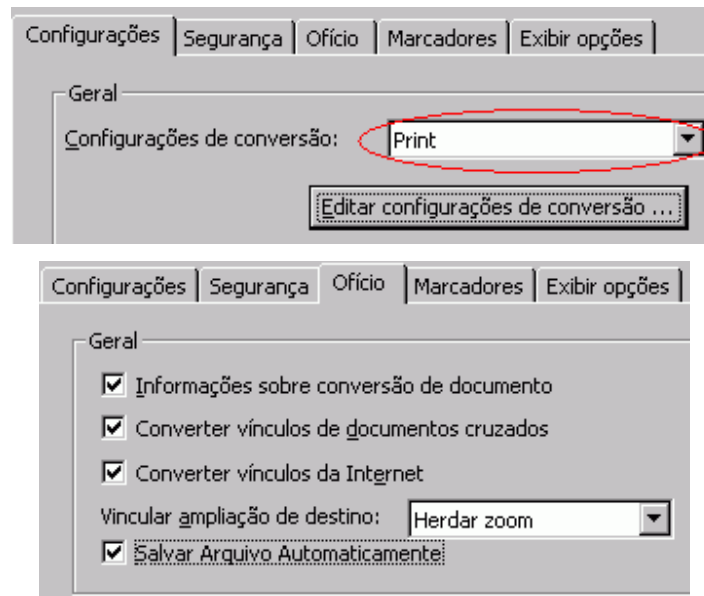 Configurações Segurança Ofício Marcadores Exibir opções
Geral
Configurações de conversão: Print
Editar configurações de conversão ...
Configurações Segurança Ofício Marcadores Exibir opções
Geral
Informações sobre conversão de documento
Converter vínculos de documentos cruzados
Converter vínculos da Internet
Vincular ampliação de destino: Herdar zoom
Salvar Arquivo Automaticamente